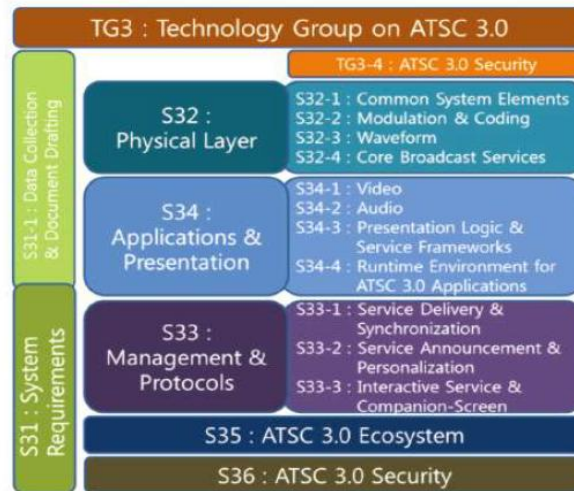 TG3 : Technology Group on ATSC 3.0
TG3-4 : ATSC 3.0 Security
S31-1 : Data Collection
& Document Drafting
S32 :
Physical Layer
S32-1 : Common System Elements
S32-2 : Modulation & Coding
S32-3 : Waveform
S32-4 : Core Broadcast Services
S34 :
Applications &
Presentation
S34-1 : Video
S34-2 : Audio
S34-3 : Presentation Logic &
Service Frameworks
S34-4 : Runtime Environment for
ATSC 3.0 Applications
S31 : System
Requirements
S33 :
Management &
Protocols
S33-1 : Service Delivery &
Synchronization
S33-2 : Service Announcement &
Personalization
S33-3 : Interactive Service &
Companion-Screen
S35 : ATSC 3.0 Ecosystem
S36 : ATSC 3.0 Security